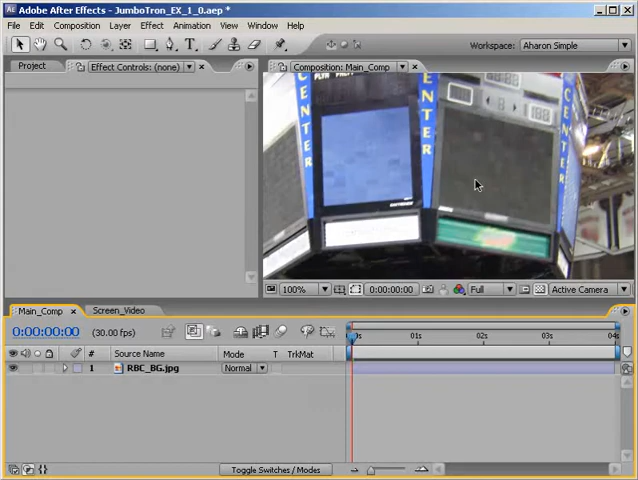 Adobe After Effects - JumboTron_EX_1_0.aep *
File Edit Composition Layer Effect Animation View Window Help
Workspace: Aharon Simple
Project Effect Controls: (none) Composition: Main_Comp
CENTER
CENTER
CENTER
100% 0:00:00:00 Full Active Camera
Main_Comp Screen_Video
0:00:00:00 (30.00 fps)
01s 02s 03s 04s
# Source Name Mode T TrkMat
1 RBC_BG.jpg Normal
Toggle Switches / Modes